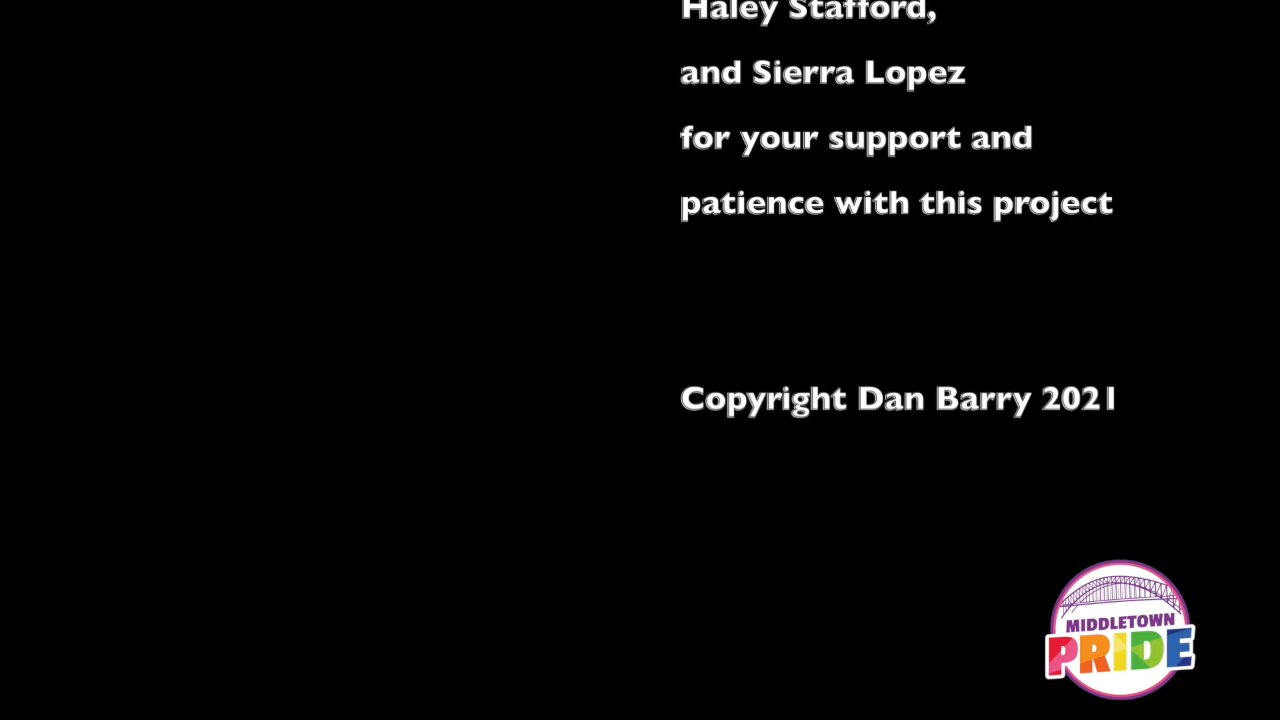 Haley Stafford,
and Sierra Lopez
for your support and
patience with this project
Copyright Dan Barry 2021
MIDDLETOWN
PRIDE